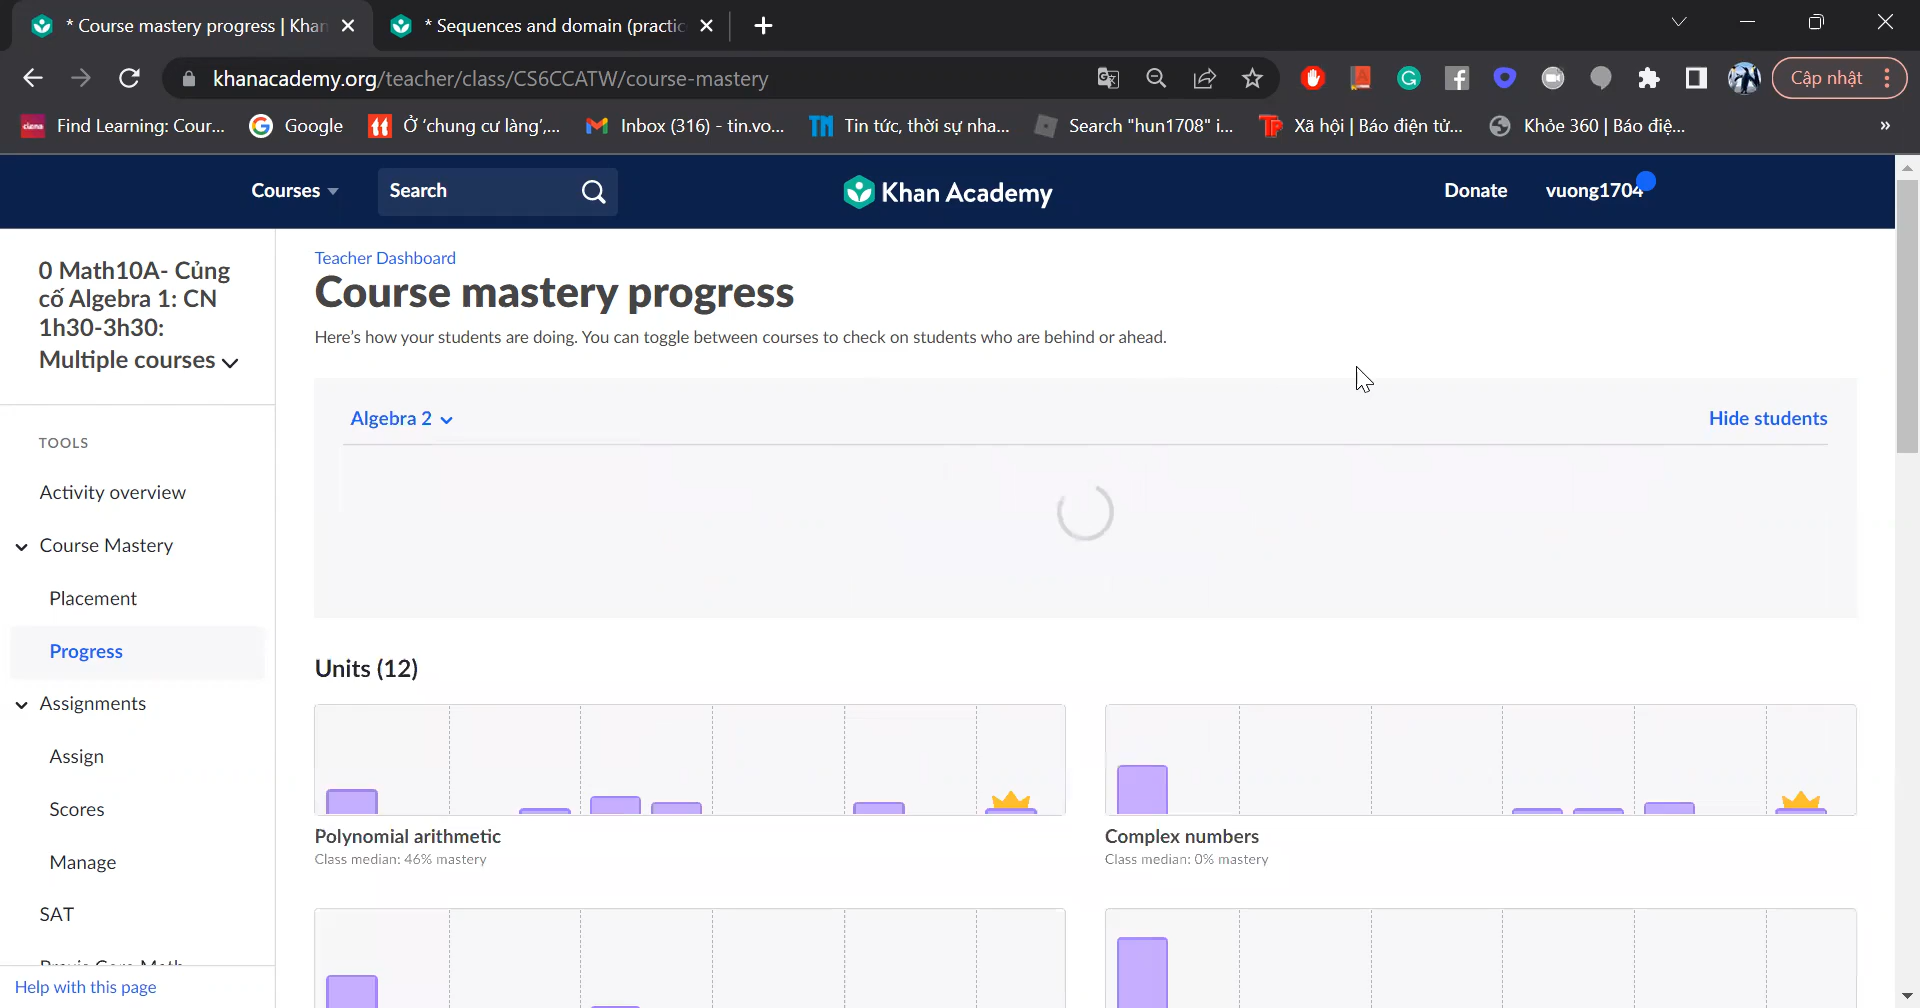 * Course mastery progress | Khan
* Sequences and domain (practic
khanacademy.org/teacher/class/CS6CCATW/course-mastery
Cập nhật
Find Learning: Cour...
Google
Ở 'chung cư làng',...
Inbox (316) - tin.vo...
Tin tức, thời sự nha...
Search "hun1708" i...
Xã hội | Báo điện tử...
Khỏe 360 | Báo điệ...
»
Courses
Search
Khan Academy
Donate
vuong1704
0 Math10A- Củng
cố Algebra 1: CN
1h30-3h30:
Multiple courses
TOOLS
Activity overview
Course Mastery
Placement
Progress
Assignments
Assign
Scores
Manage
SAT
Help with this page
Teacher Dashboard
Course mastery progress
Here's how your students are doing. You can toggle between courses to check on students who are behind or ahead.
Algebra 2
Hide students
Units (12)
Polynomial arithmetic
Class median: 46% mastery
Complex numbers
Class median: 0% mastery